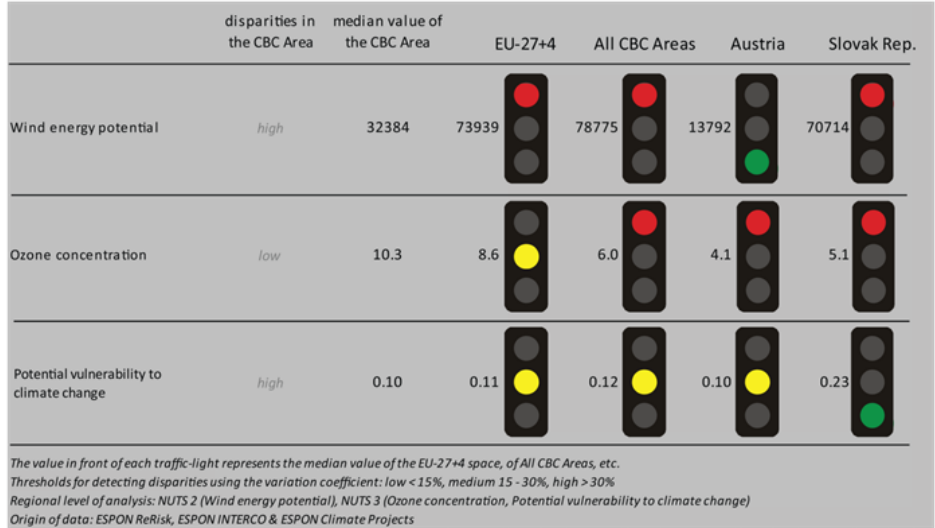 disparities in median value of
the CBC Area the CBC Area EU-27+4 All CBC Areas Austria Slovak Rep.
Wind energy potential high 32384 73939 78775 13792 70714
Ozone concentration low 10.3 8.6 6.0 4.1 5.1
Potential vulnerability to
climate change high 0.10 0.11 0.12 0.10 0.23
The value in front of each traffic-light represents the median value of the EU-27+4 space, of All CBC Areas, etc.
Thresholds for detecting disparities using the variation coefficient: low < 15%, medium 15 - 30%, high > 30%
Regional level of analysis: NUTS 2 (Wind energy potential), NUTS 3 (Ozone concentration, Potential vulnerability to climate change)
Origin of data: ESPON ReRisk, ESPON INTERCO & ESPON Climate Projects